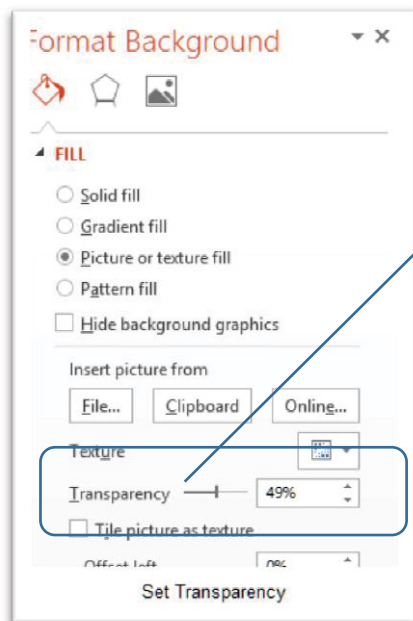 Format Background
FILL
Solid fill
Gradient fill
Picture or texture fill
Pattern fill
Hide background graphics
Insert picture from
File... Clipboard Online...
Texture
Transparency 49%
Tile picture as texture
Offset left 0%
Set Transparency